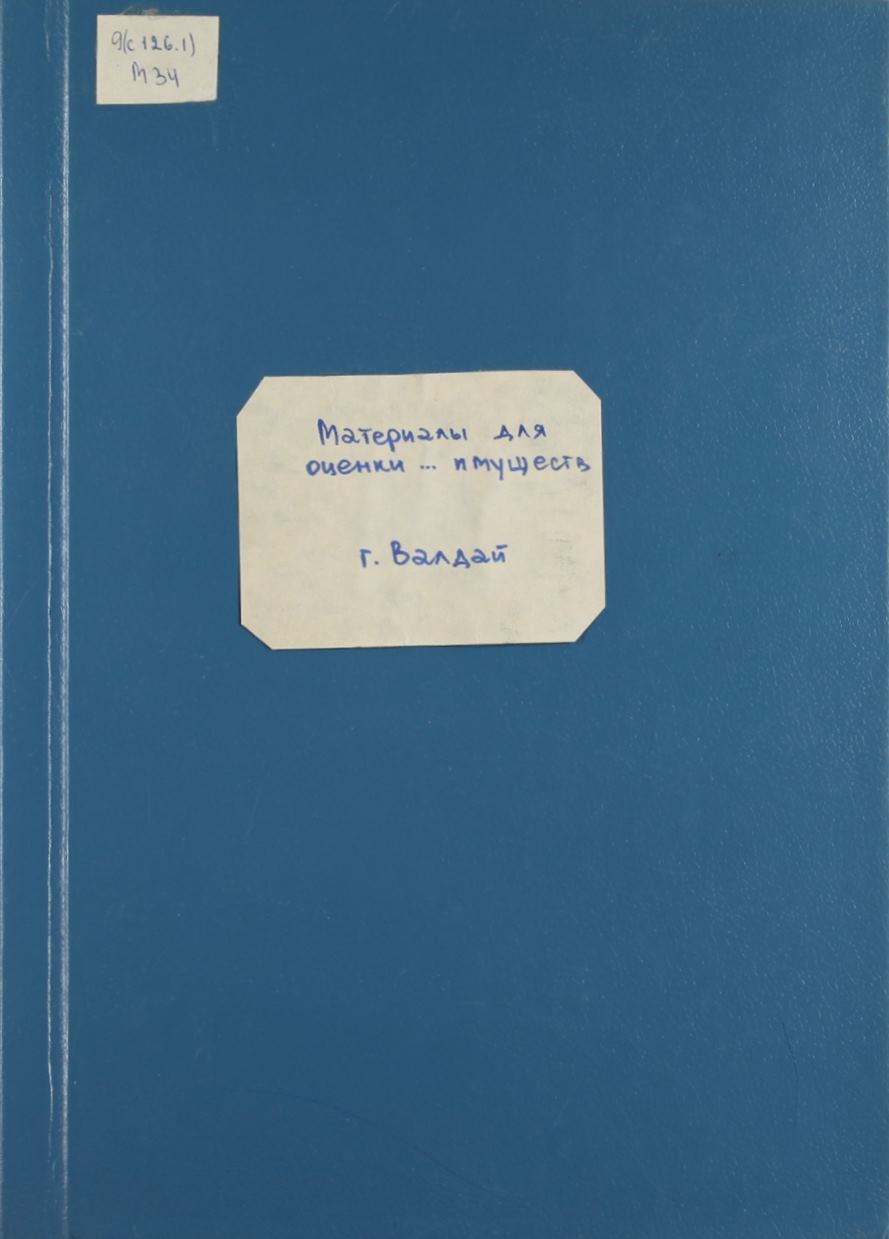 9(с126.1)
М34
Материалы для
оценки ... имуществ
г. Валдай